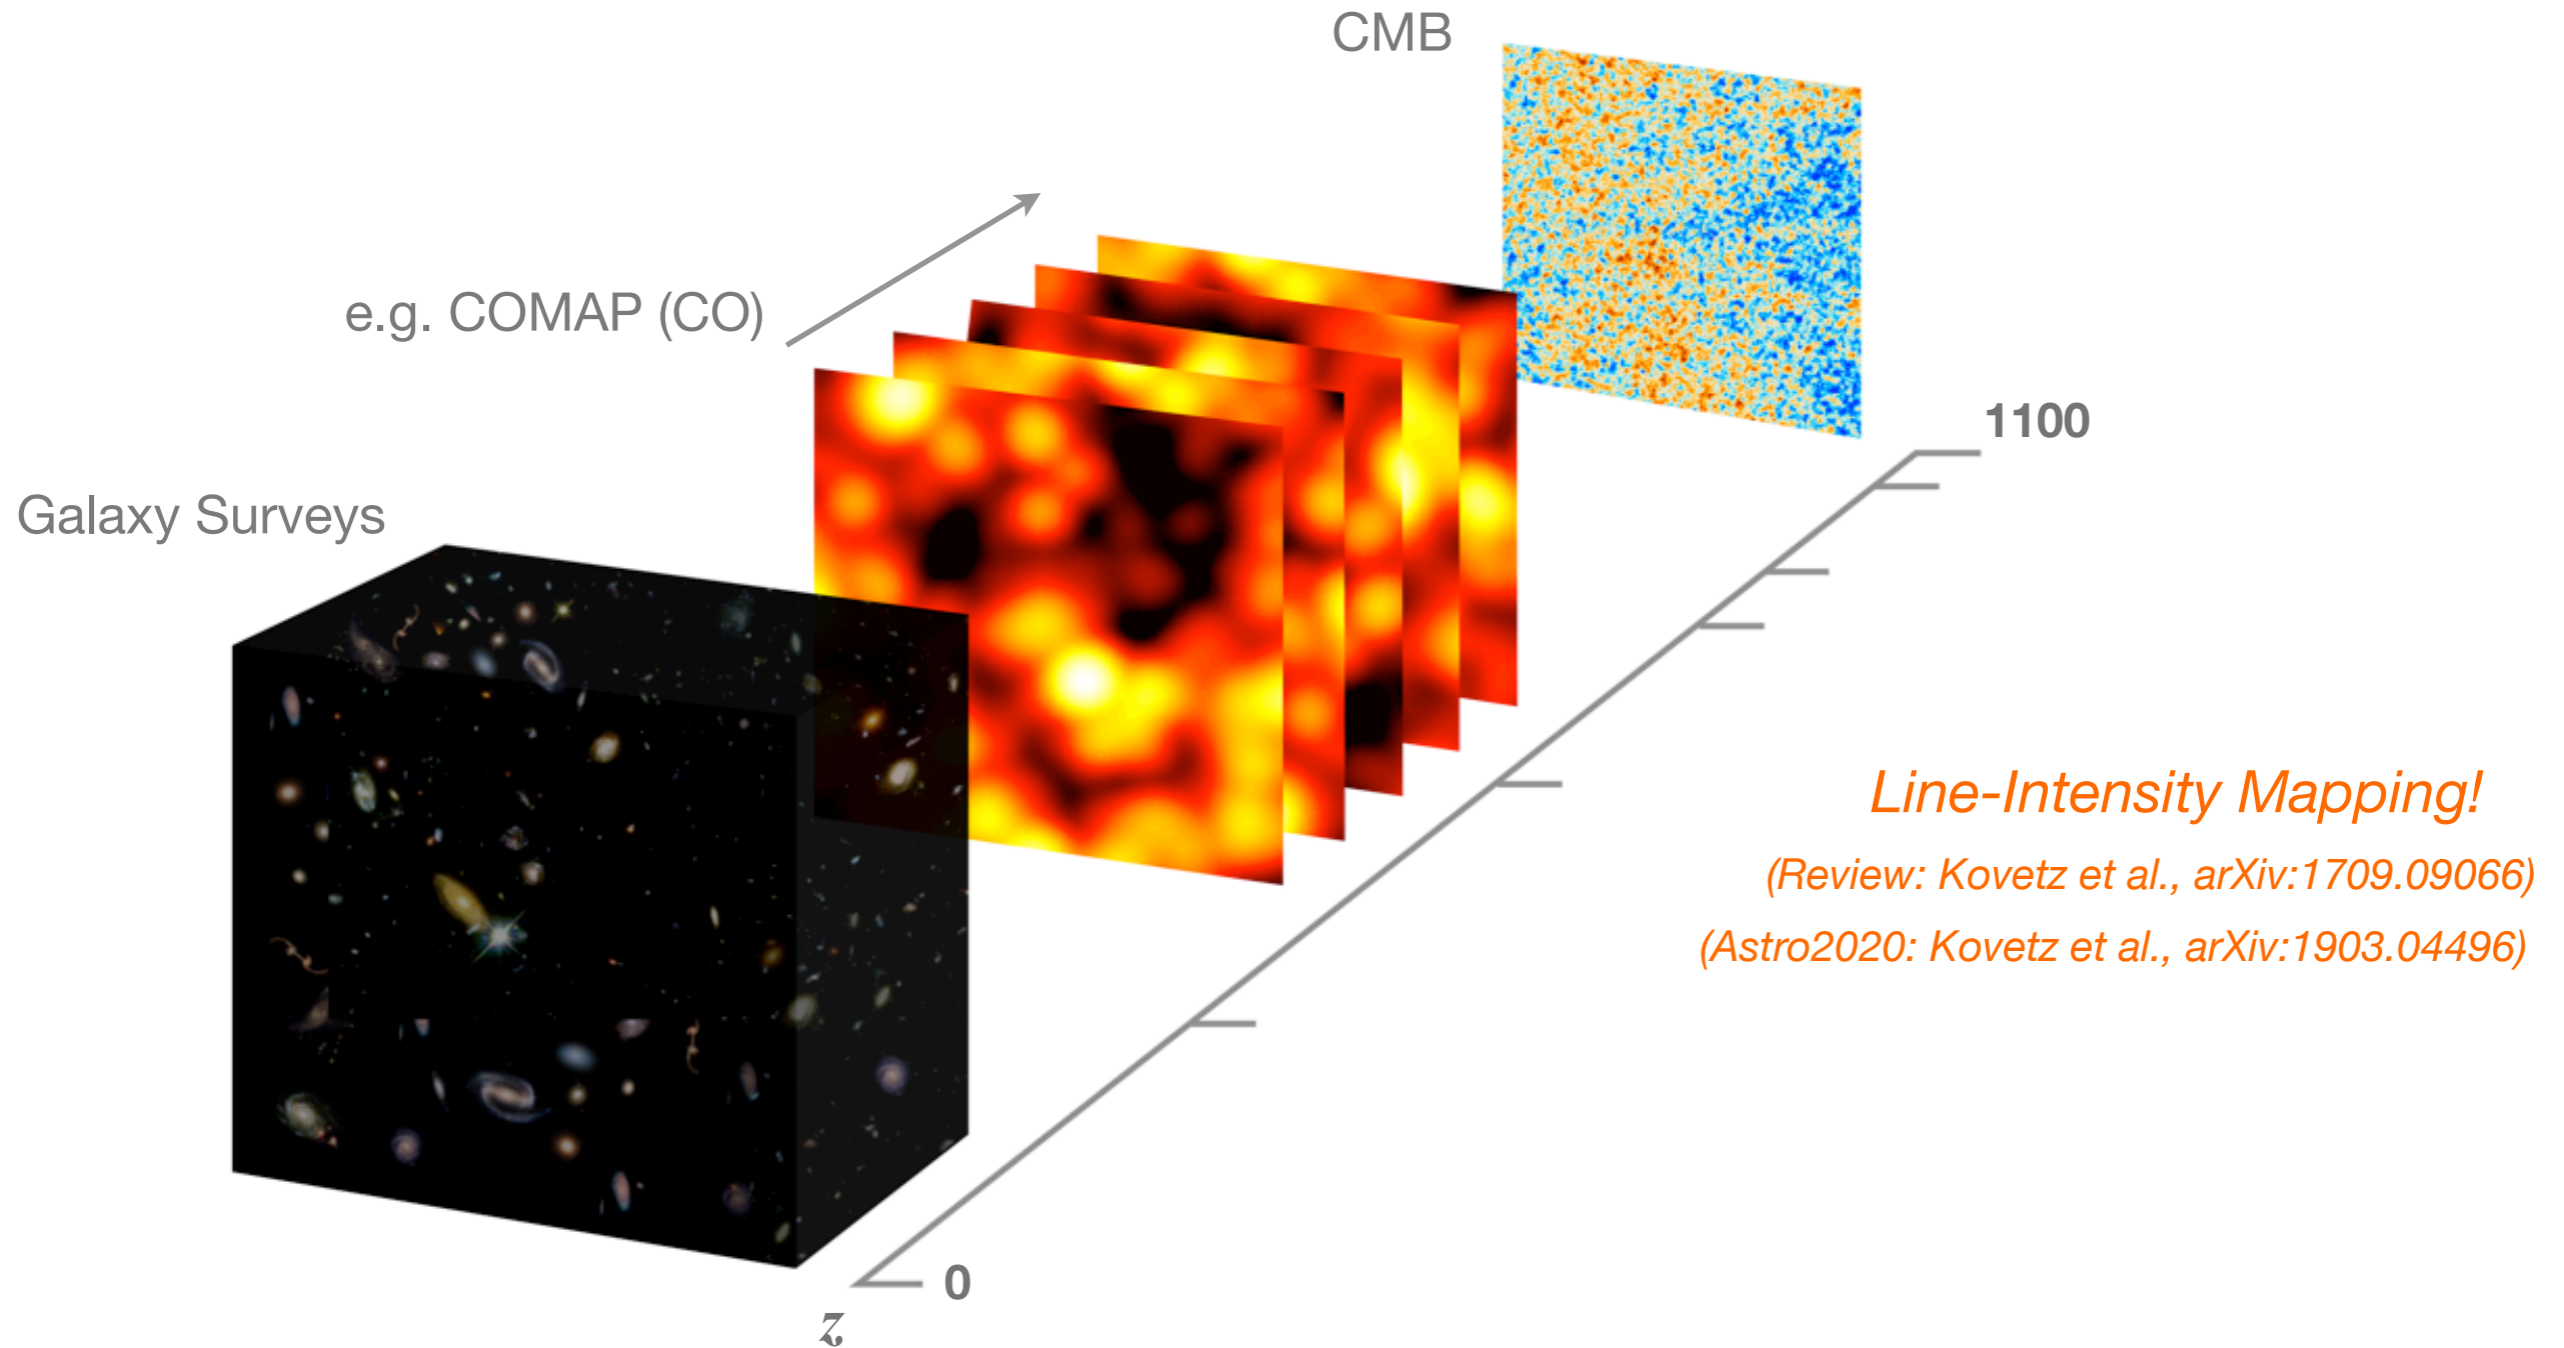 CMB
e.g. COMAP (CO)
Galaxy Surveys
1100
Line-Intensity Mapping!
(Review: Kovetz et al., arXiv:1709.09066)
(Astro2020: Kovetz et al., arXiv:1903.04496)
0
z